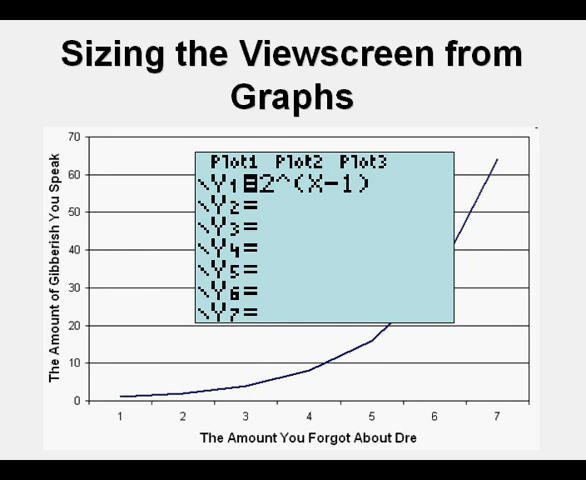 Sizing the Viewscreen from
Graphs
The Amount of Gibberish You Speak
70
60
50
40
30
20
10
0
Plot1 Plot2 Plot3
\Y1=2^(X-1)
\Y2=
\Y3=
\Y4=
\Y5=
\Y6=
\Y7=
1 2 3 4 5 6 7
The Amount You Forgot About Dre